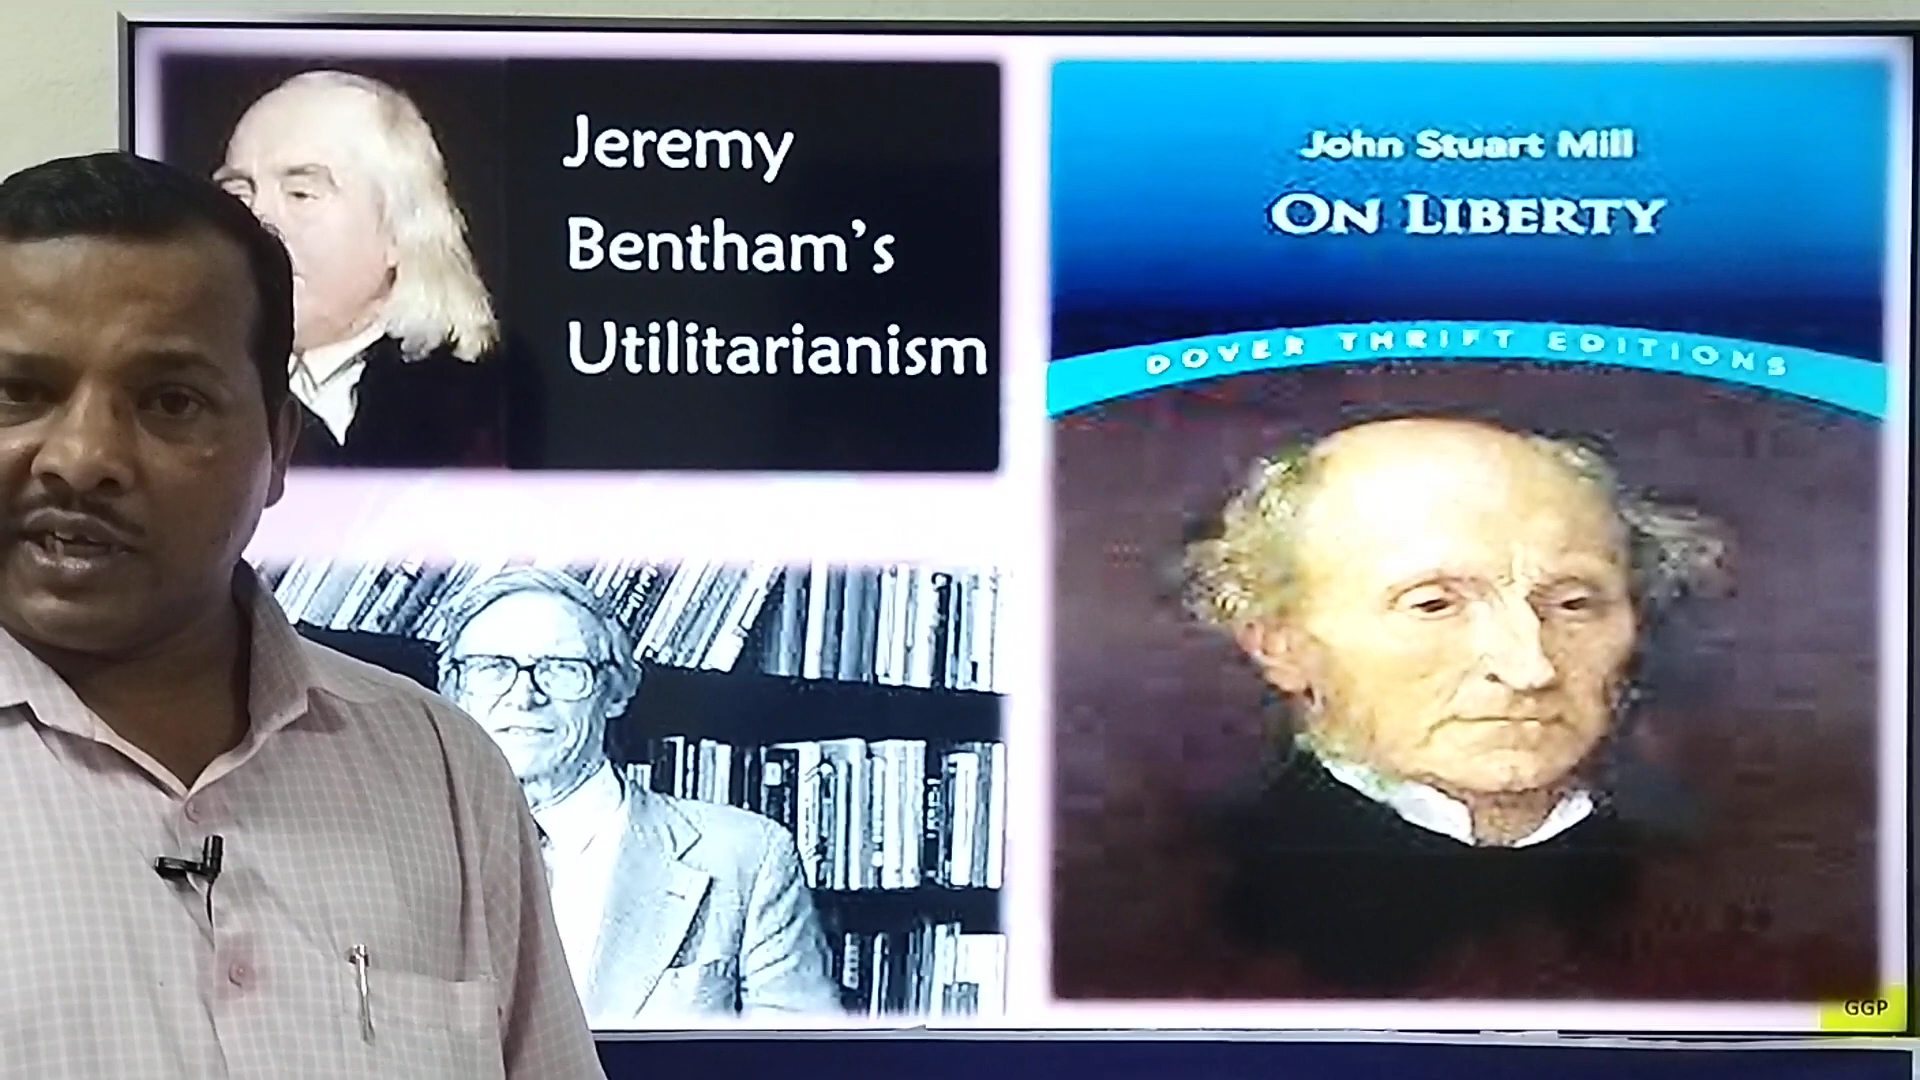 Jeremy
Bentham's
Utilitarianism
John Stuart Mill
ON LIBERTY
DOVER THRIFT EDITIONS
GGP